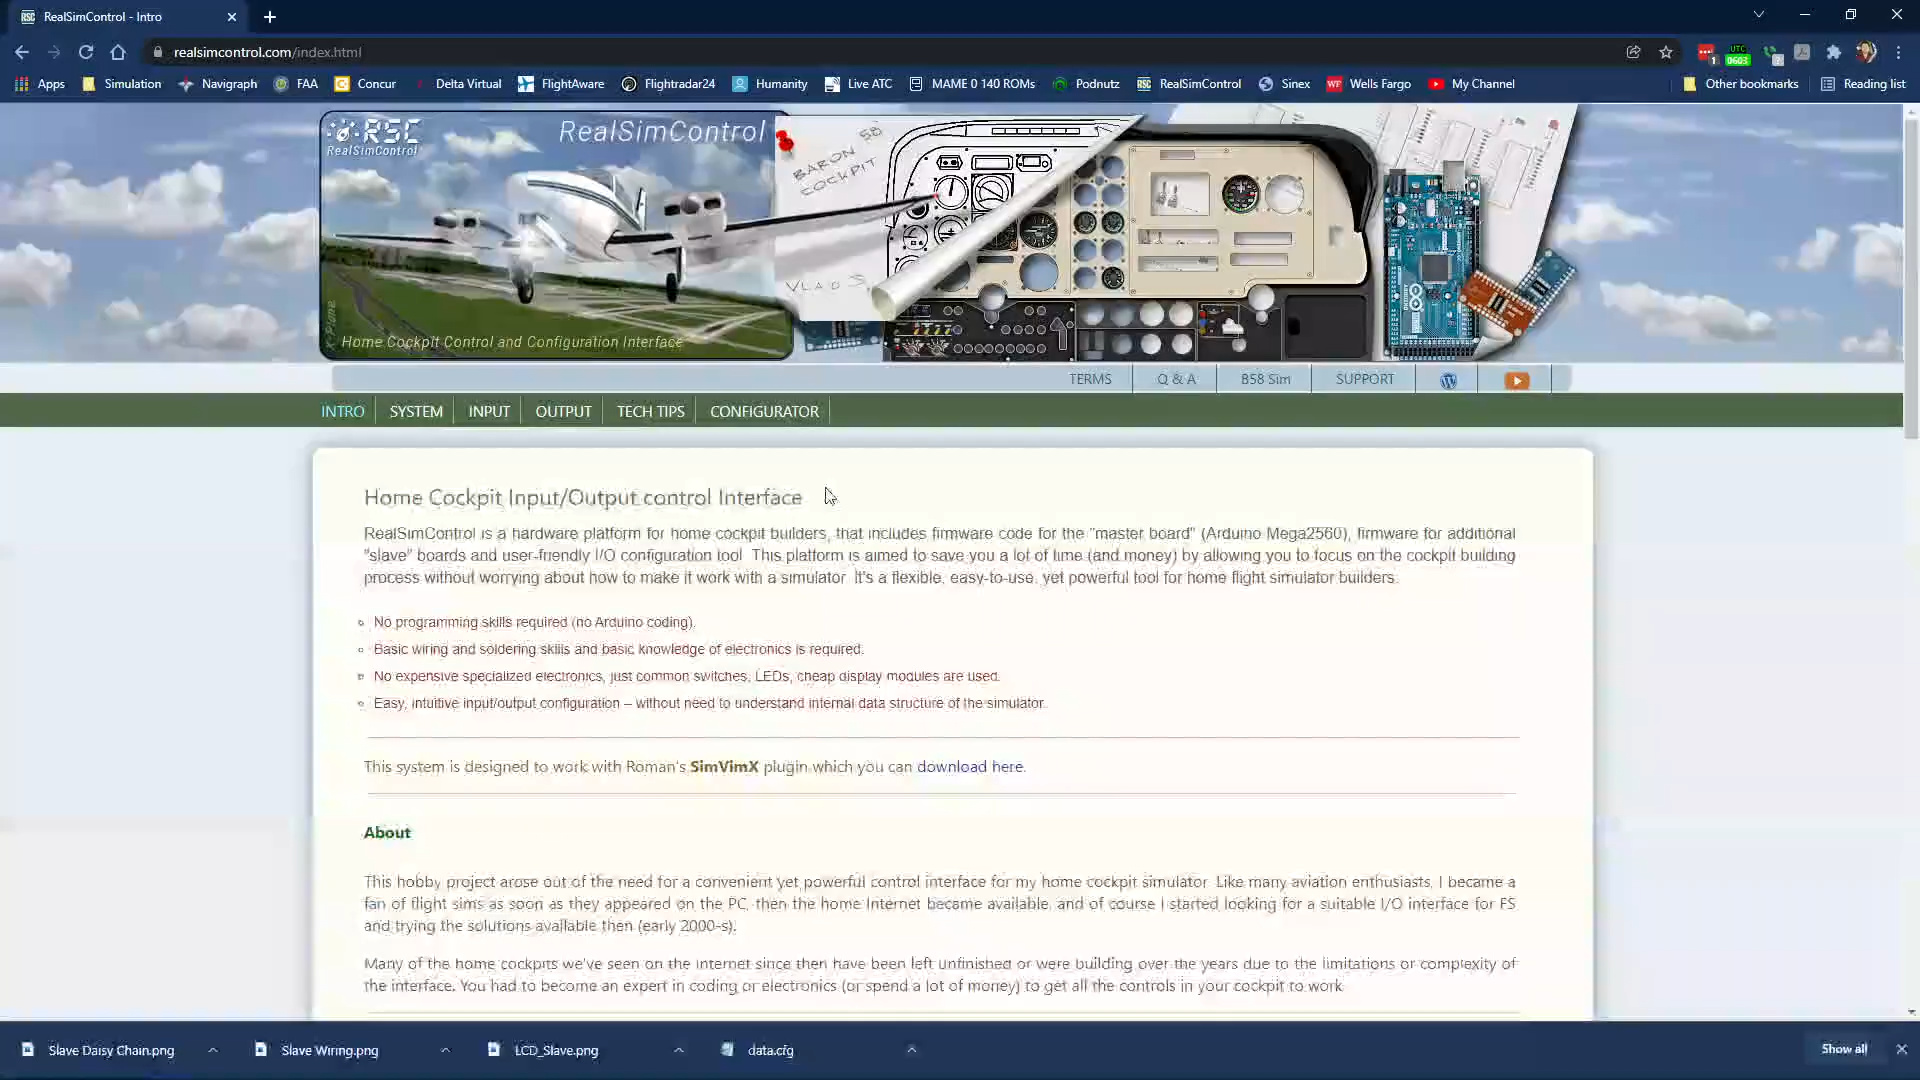 RealSimControl - Intro
realsimcontrol.com/index.html
1
UTC
0603
2
Apps
Simulation
Navigraph
FAA
Concur
Delta Virtual
FlightAware
Flightradar24
Humanity
Live ATC
MAME 0 140 ROMs
Podnutz
RSC
RealSimControl
Sinex
WF
Wells Fargo
My Channel
Other bookmarks
Reading list
RSC
RealSimControl
RealSimControl
BARON 58
COCKPIT
VLAD S.
X-Plane
Home Cockpit Control and Configuration Interface
TERMS
Q & A
B58 Sim
SUPPORT
INTRO
SYSTEM
INPUT
OUTPUT
TECH TIPS
CONFIGURATOR
Home Cockpit Input/Output control Interface
RealSimControl is a hardware platform for home cockpit builders, that includes firmware code for the "master board" (Arduino Mega2560), firmware for additional
"slave" boards and user-friendly I/O configuration tool. This platform is aimed to save you a lot of time (and money) by allowing you to focus on the cockpit building
process without worrying about how to make it work with a simulator. It's a flexible, easy-to-use, yet powerful tool for home flight simulator builders.
No programming skills required (no Arduino coding).
Basic wiring and soldering skills and basic knowledge of electronics is required.
No expensive specialized electronics, just common switches, LEDs, cheap display modules are used.
Easy, intuitive input/output configuration – without need to understand internal data structure of the simulator.
This system is designed to work with Roman's SimVimX plugin which you can download here.
About
This hobby project arose out of the need for a convenient yet powerful control interface for my home cockpit simulator. Like many aviation enthusiasts, I became a
fan of flight sims as soon as they appeared on the PC, then the home Internet became available, and of course I started looking for a suitable I/O interface for FS
and trying the solutions available then (early 2000-s).
Many of the home cockpits we've seen on the internet since then have been left unfinished or were building over the years due to the limitations or complexity of
the interface. You had to become an expert in coding or electronics (or spend a lot of money) to get all the controls in your cockpit to work
Slave Daisy Chain.png
Slave Wiring.png
LCD_Slave.png
data.cfg
Show all